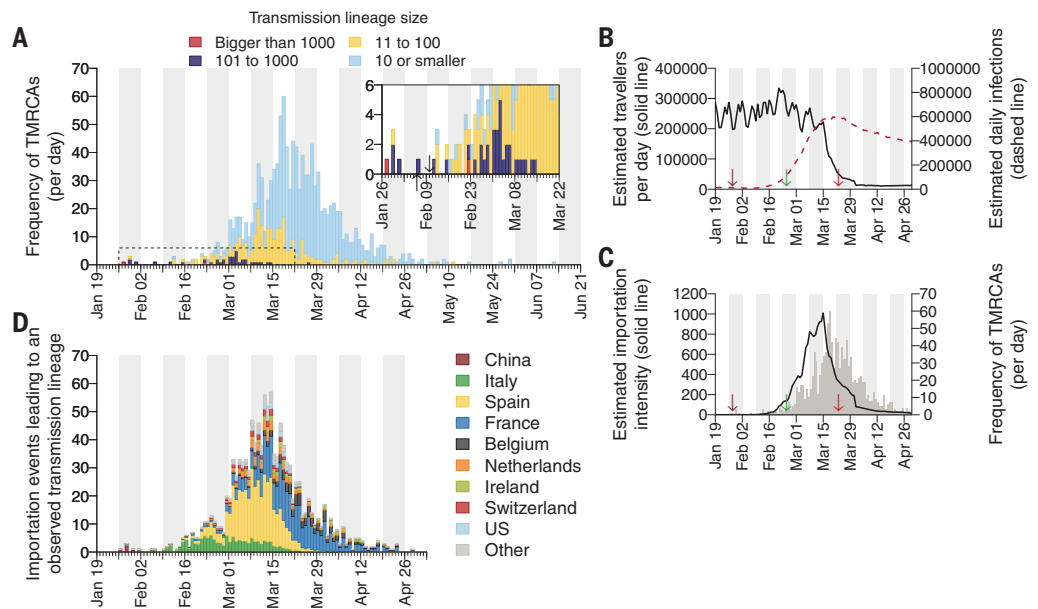 A
Transmission lineage size
Bigger than 1000
11 to 100
101 to 1000
10 or smaller
Frequency of TMRCAs
(per day)
70
60
50
40
30
20
10
0
Jan 19
Feb 02
Feb 16
Mar 01
Mar 15
Mar 29
Apr 12
Apr 26
May 10
May 24
Jun 07
Jun 21
6
4
2
0
Jan 26
Feb 09
Feb 23
Mar 08
Mar 22
B
Estimated travellers
per day (solid line)
400000
300000
200000
100000
0
1000000
800000
600000
400000
200000
0
Estimated daily infections
(dashed line)
Jan 19
Feb 02
Feb 16
Mar 01
Mar 15
Mar 29
Apr 12
Apr 26
C
Estimated importation
intensity (solid line)
1200
1000
800
600
400
200
0
70
60
50
40
30
20
10
0
Frequency of TMRCAs
(per day)
Jan 19
Feb 02
Feb 16
Mar 01
Mar 15
Mar 29
Apr 12
Apr 26
D
Importation events leading to an
observed transmission lineage
70
60
50
40
30
20
10
0
Jan 19
Feb 02
Feb 16
Mar 01
Mar 15
Mar 29
Apr 12
Apr 26
China
Italy
Spain
France
Belgium
Netherlands
Ireland
Switzerland
US
Other